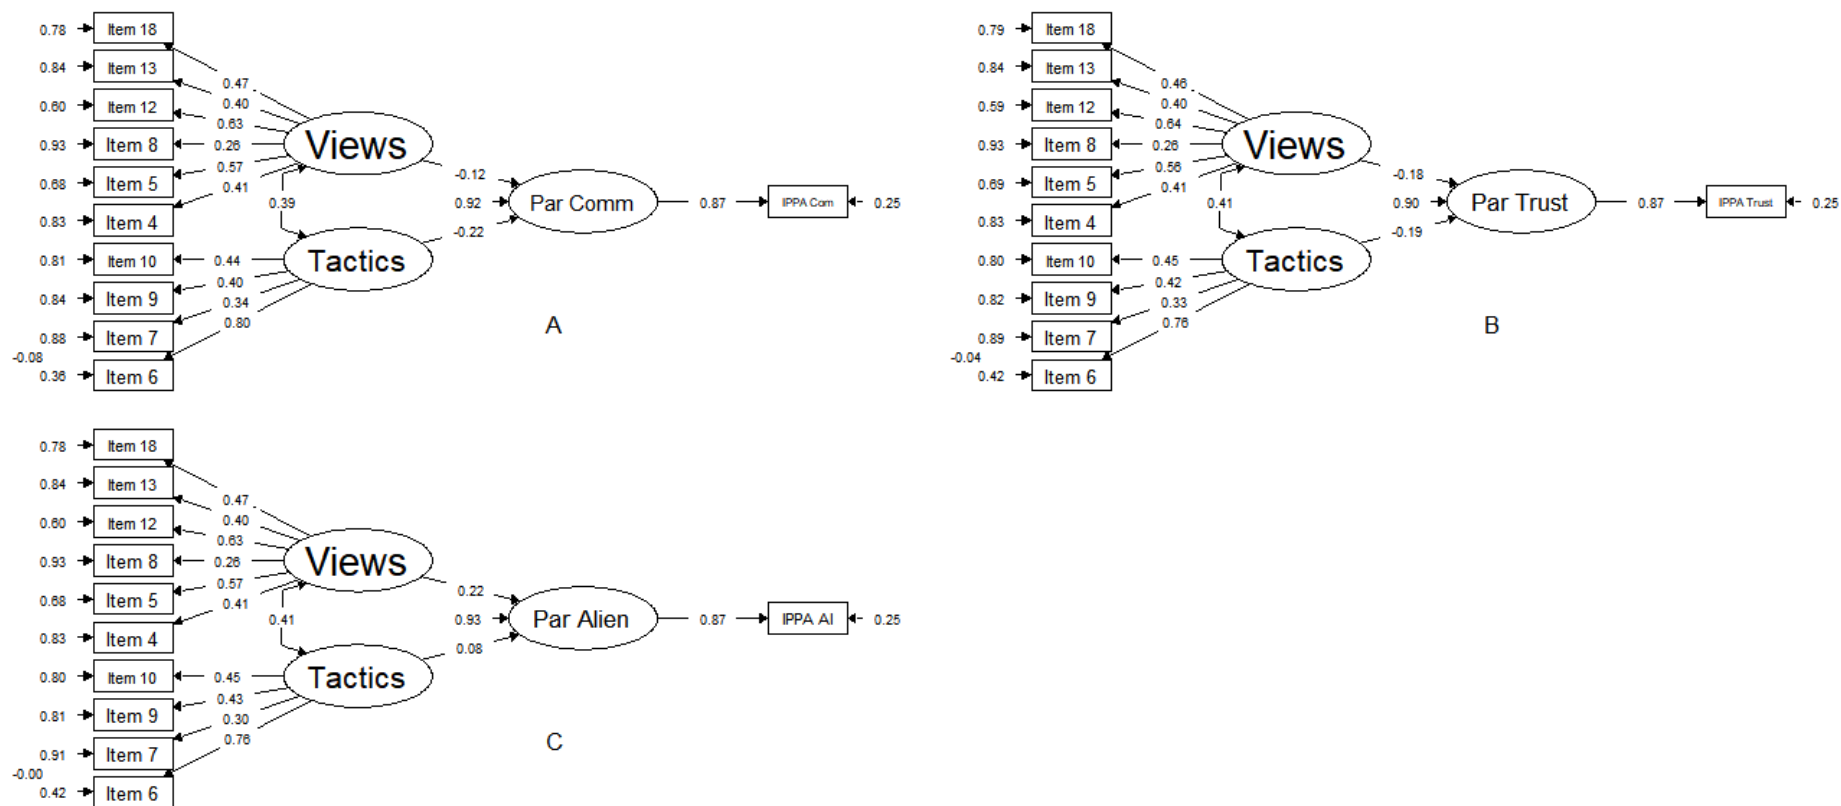 0.78 Item 18
0.84 Item 13
0.60 Item 12
0.93 Item 8
0.68 Item 5
0.83 Item 4
0.81 Item 10
0.84 Item 9
0.88 Item 7
-0.08
0.36 Item 6
0.47
0.40
0.63
0.26
0.57
0.41
0.39
0.44
0.40
0.34
0.80
Views
Tactics
-0.12
0.92
-0.22
Par Comm
0.87
IPPA Com
0.25
A
0.79 Item 18
0.84 Item 13
0.59 Item 12
0.93 Item 8
0.69 Item 5
0.83 Item 4
0.80 Item 10
0.82 Item 9
0.89 Item 7
-0.04
0.42 Item 6
0.46
0.40
0.64
0.26
0.56
0.41
0.41
0.45
0.42
0.33
0.76
Views
Tactics
-0.18
0.90
-0.19
Par Trust
0.87
IPPA Trust
0.25
B
0.78 Item 18
0.84 Item 13
0.60 Item 12
0.93 Item 8
0.68 Item 5
0.83 Item 4
0.80 Item 10
0.81 Item 9
0.91 Item 7
-0.00
0.42 Item 6
0.47
0.40
0.63
0.26
0.57
0.41
0.41
0.45
0.43
0.30
0.76
Views
Tactics
0.22
0.93
0.08
Par Alien
0.87
IPPA Al
0.25
C